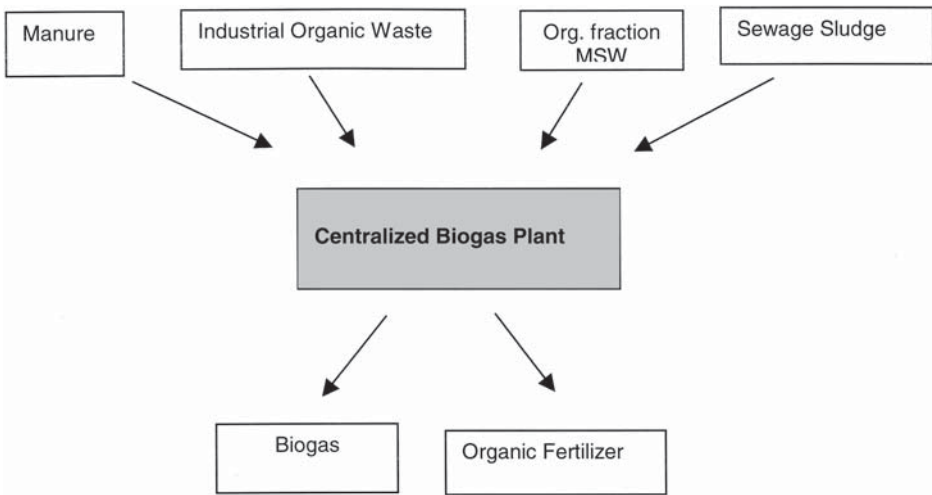 Manure
Industrial Organic Waste
Org. fraction
MSW
Sewage Sludge
Centralized Biogas Plant
Biogas
Organic Fertilizer